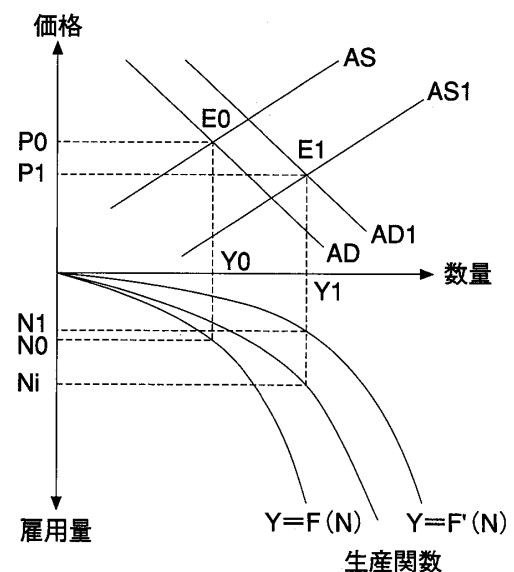 価格
AS
AS1
E0
E1
P0
P1
AD1
AD
Y0
数量
Y1
N1
N0
Ni
Y=F(N)
Y=F'(N)
雇用量
生産関数